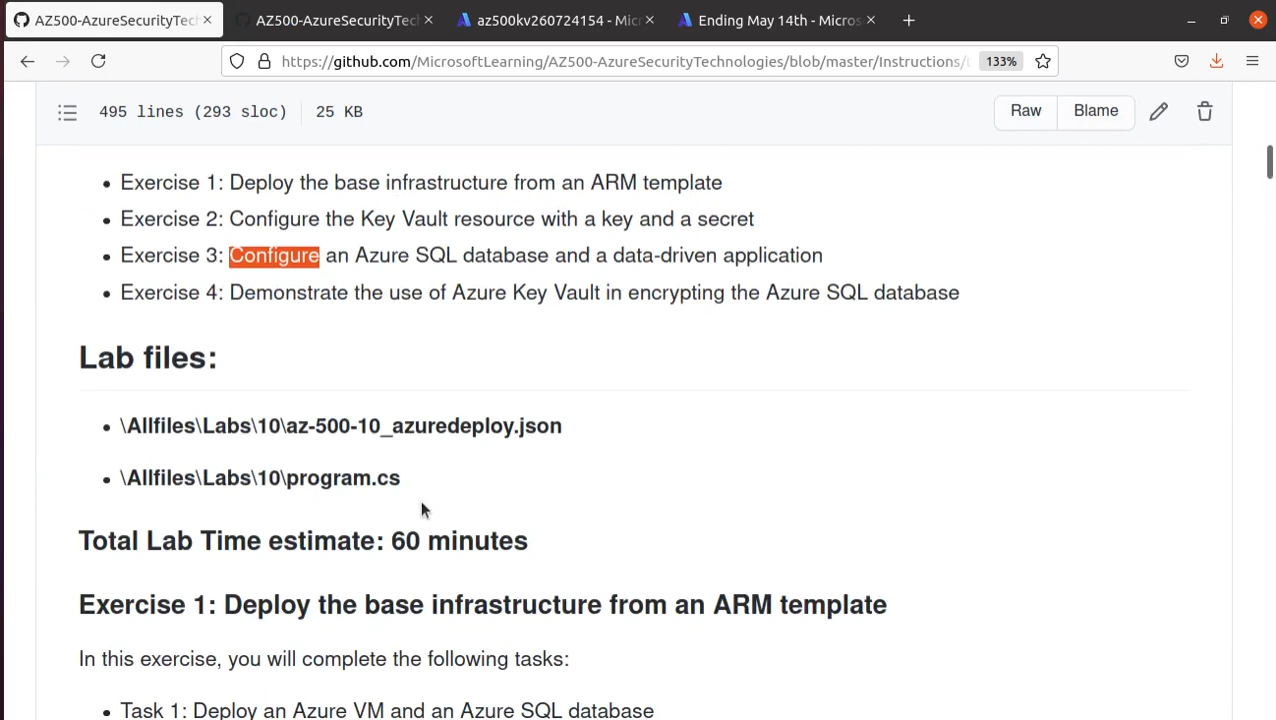 AZ500-AzureSecurityTec
AZ500-AzureSecurityTech
az500kv260724154 - Mic
Ending May 14th - Micros
https://github.com/MicrosoftLearning/AZ500-AzureSecurityTechnologies/blob/master/Instructions/
133%
495 lines (293 sloc)
25 KB
Raw
Blame
Exercise 1: Deploy the base infrastructure from an ARM template
Exercise 2: Configure the Key Vault resource with a key and a secret
Exercise 3: Configure an Azure SQL database and a data-driven application
Exercise 4: Demonstrate the use of Azure Key Vault in encrypting the Azure SQL database
Lab files:
\Allfiles\Labs\10\az-500-10_azuredeploy.json
\Allfiles\Labs\10\program.cs
Total Lab Time estimate: 60 minutes
Exercise 1: Deploy the base infrastructure from an ARM template
In this exercise, you will complete the following tasks:
Task 1: Deploy an Azure VM and an Azure SQL database